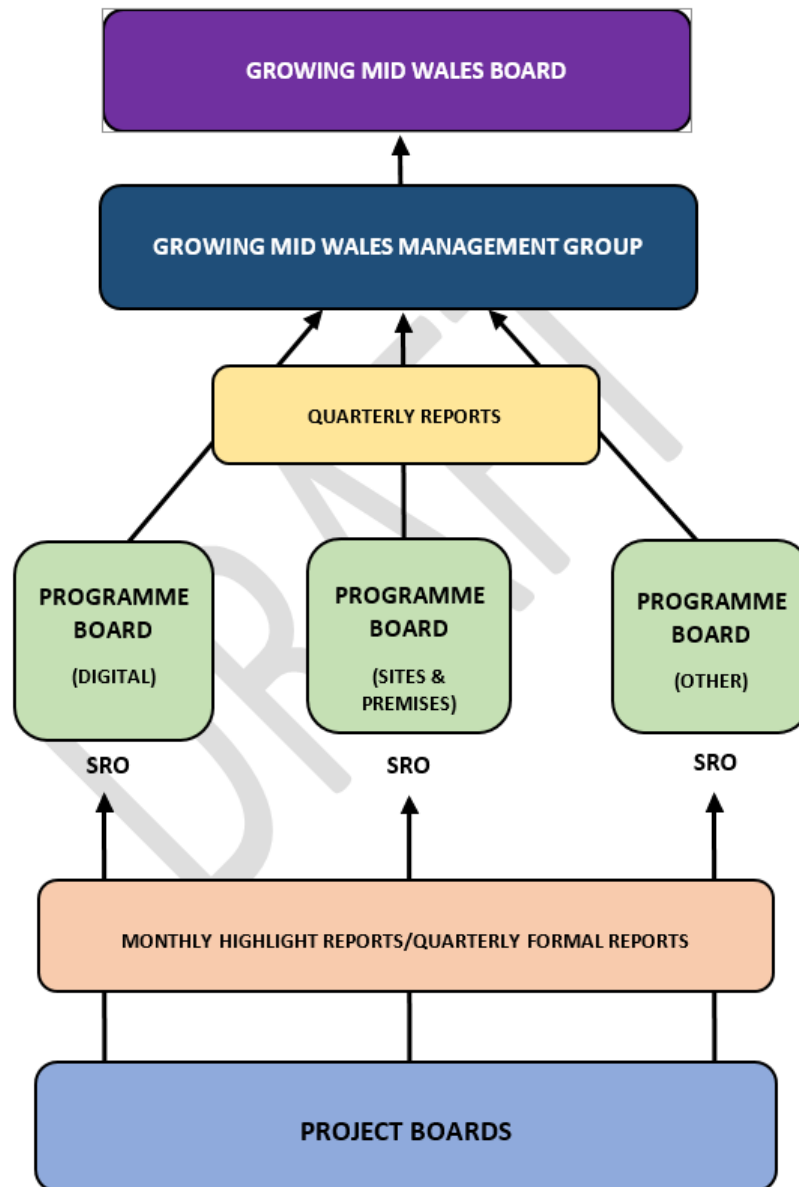 GROWING MID WALES BOARD
GROWING MID WALES MANAGEMENT GROUP
QUARTERLY REPORTS
PROGRAMME
BOARD
(DIGITAL)
PROGRAMME
BOARD
(SITES &
PREMISES)
PROGRAMME
BOARD
(OTHER)
SRO
SRO
SRO
MONTHLY HIGHLIGHT REPORTS/QUARTERLY FORMAL REPORTS
PROJECT BOARDS
DRAFT